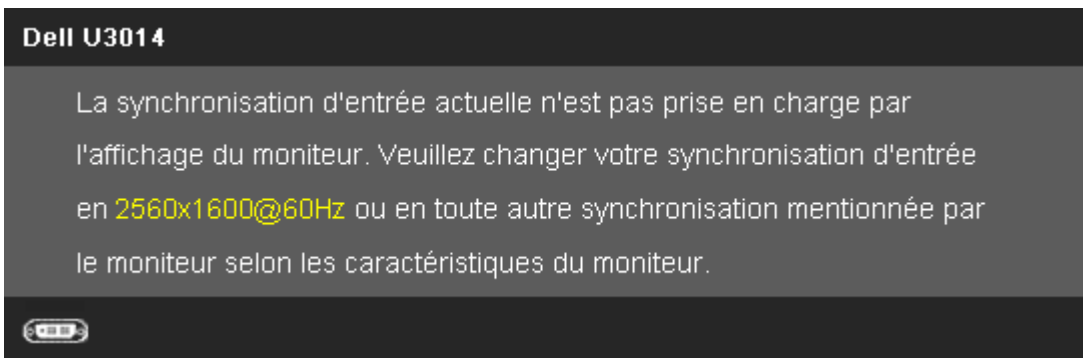 Dell U3014
La synchronisation d'entrée actuelle n'est pas prise en charge par
l'affichage du moniteur. Veuillez changer votre synchronisation d'entrée
en 2560x1600@60Hz ou en toute autre synchronisation mentionnée par
le moniteur selon les caractéristiques du moniteur.